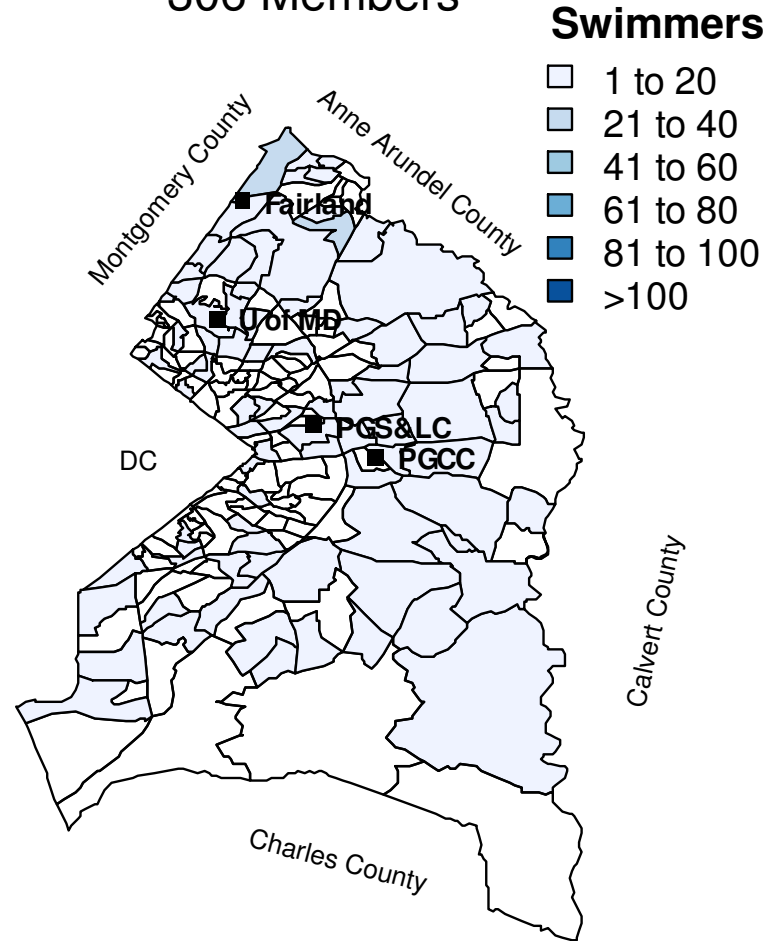 Members
Swimmers
1 to 20
21 to 40
41 to 60
61 to 80
81 to 100
>100
Montgomery County
Anne Arundel County
Fairland
U of MD
PGS&LC
PGCC
DC
Calvert County
Charles County